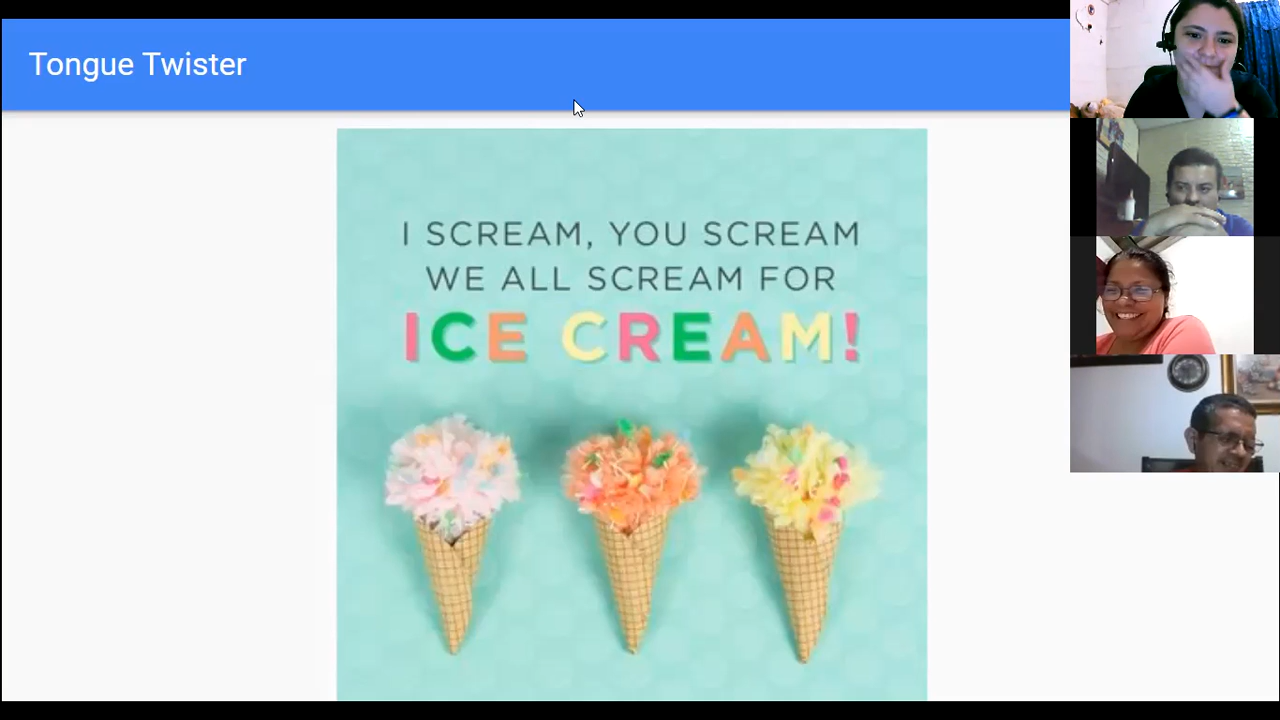 Tongue Twister
I SCREAM, YOU SCREAM
WE ALL SCREAM FOR
ICE CREAM!